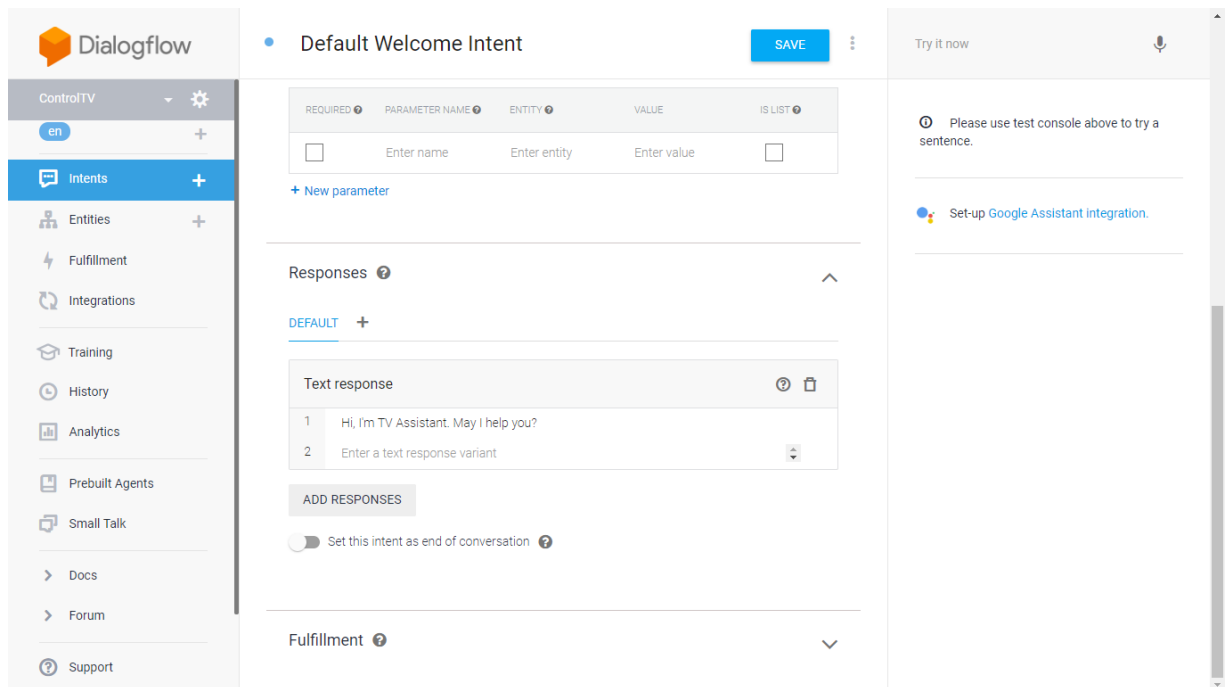 Dialogflow
ControlTV
en
Intents
Entities
Fulfillment
Integrations
Training
History
Analytics
Prebuilt Agents
Small Talk
Docs
Forum
Support
Default Welcome Intent
SAVE
REQUIRED PARAMETER NAME ENTITY VALUE IS LIST
Enter name Enter entity Enter value
+ New parameter
Responses
DEFAULT +
Text response
1 Hi, I'm TV Assistant. May I help you?
2 Enter a text response variant
ADD RESPONSES
Set this intent as end of conversation
Fulfillment
Try it now
Please use test console above to try a
sentence.
Set-up Google Assistant integration.